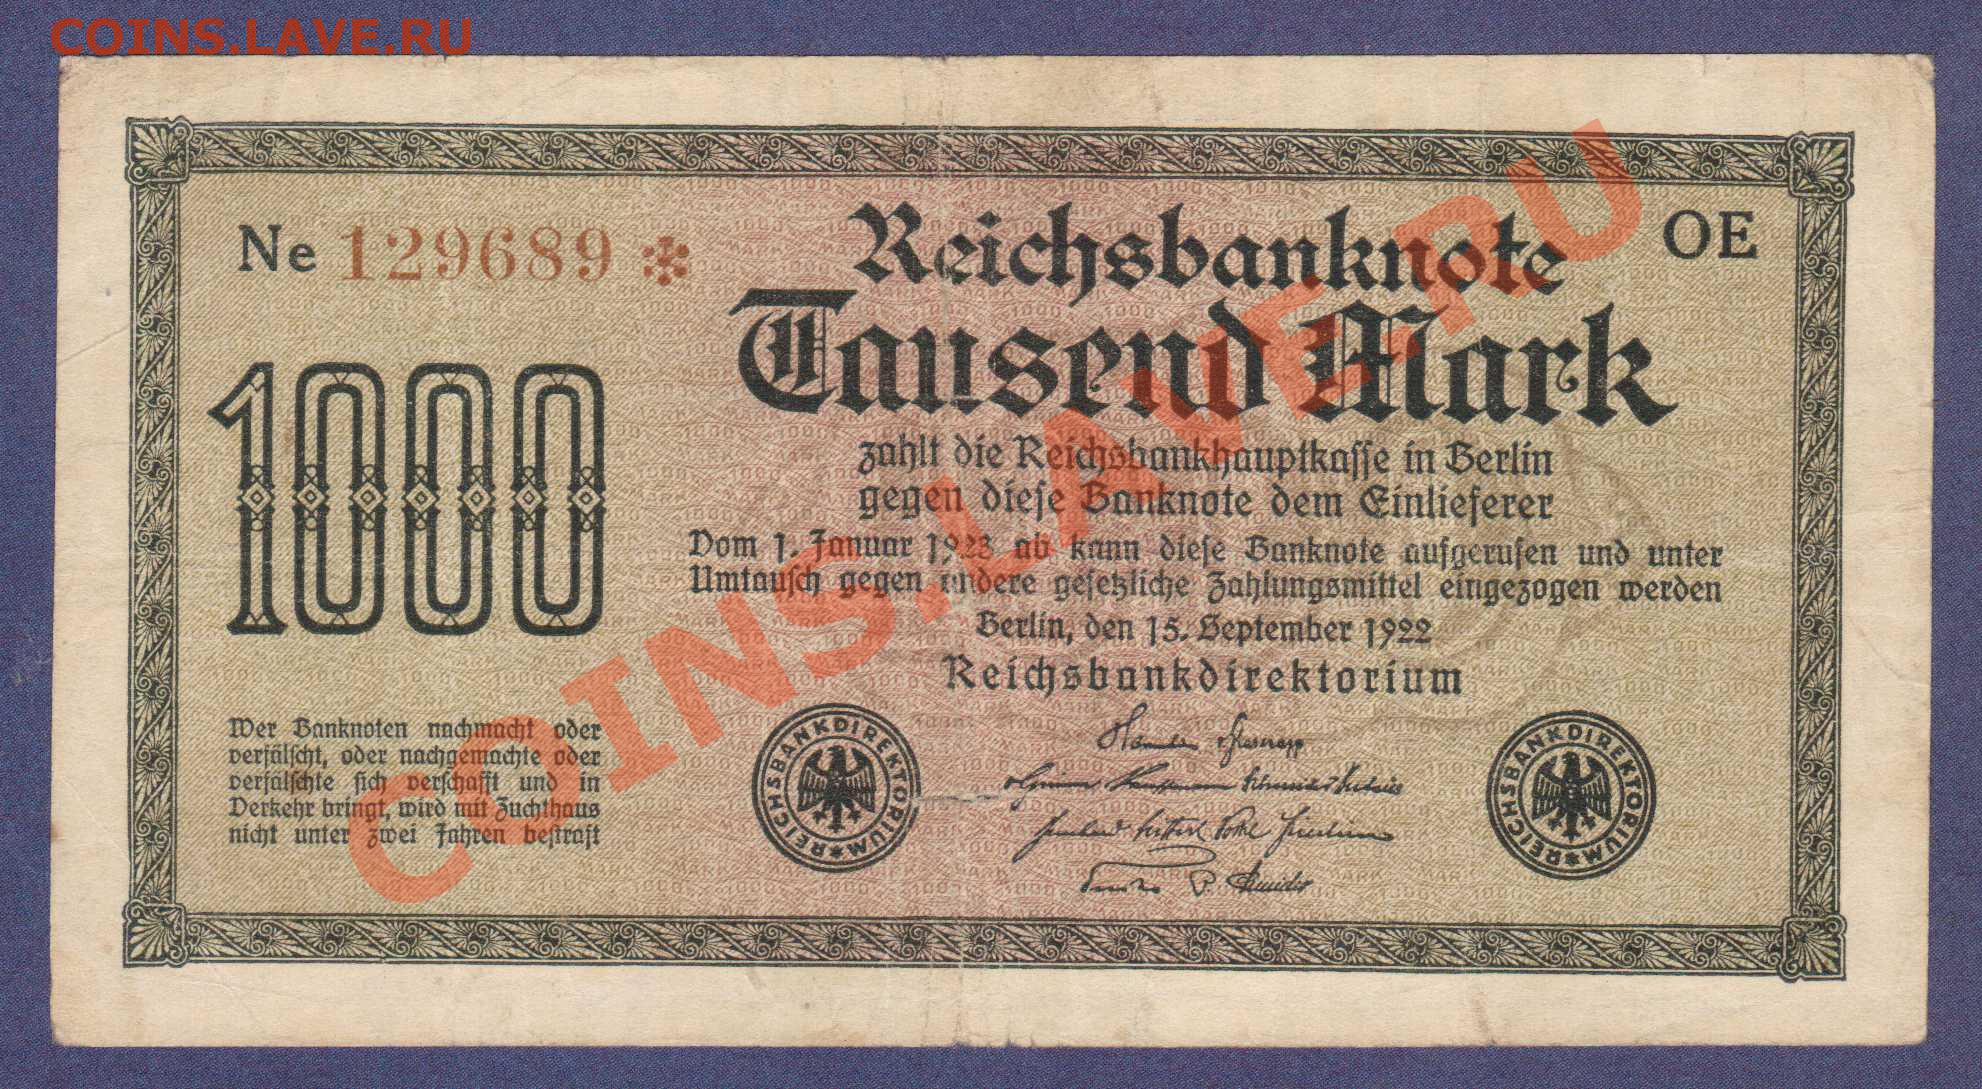 COINS.LAVE.RU
Ne 129689 * Reichsbanknote OE
Tausend Mark
1000
zahlt die Reichsbankhauptkasse in Berlin
gegen diese Banknote dem Einlieferer
Vom 1. Januar 1923 ab kann diese Banknote aufgerufen und unter
Umtausch gegen andere gesetzliche Zahlungsmittel eingezogen werden
Berlin, den 15. September 1922
Reichsbankdirektorium
Wer Banknoten nachmacht oder
verfälscht, oder nachgemachte oder
verfälschte sich verschafft und in
Verkehr bringt, wird mit Zuchthaus
nicht unter zwei Jahren bestraft
REICHSBANKDIREKTORIUM
REICHSBANKDIREKTORIUM
COINS.LAVE.RU